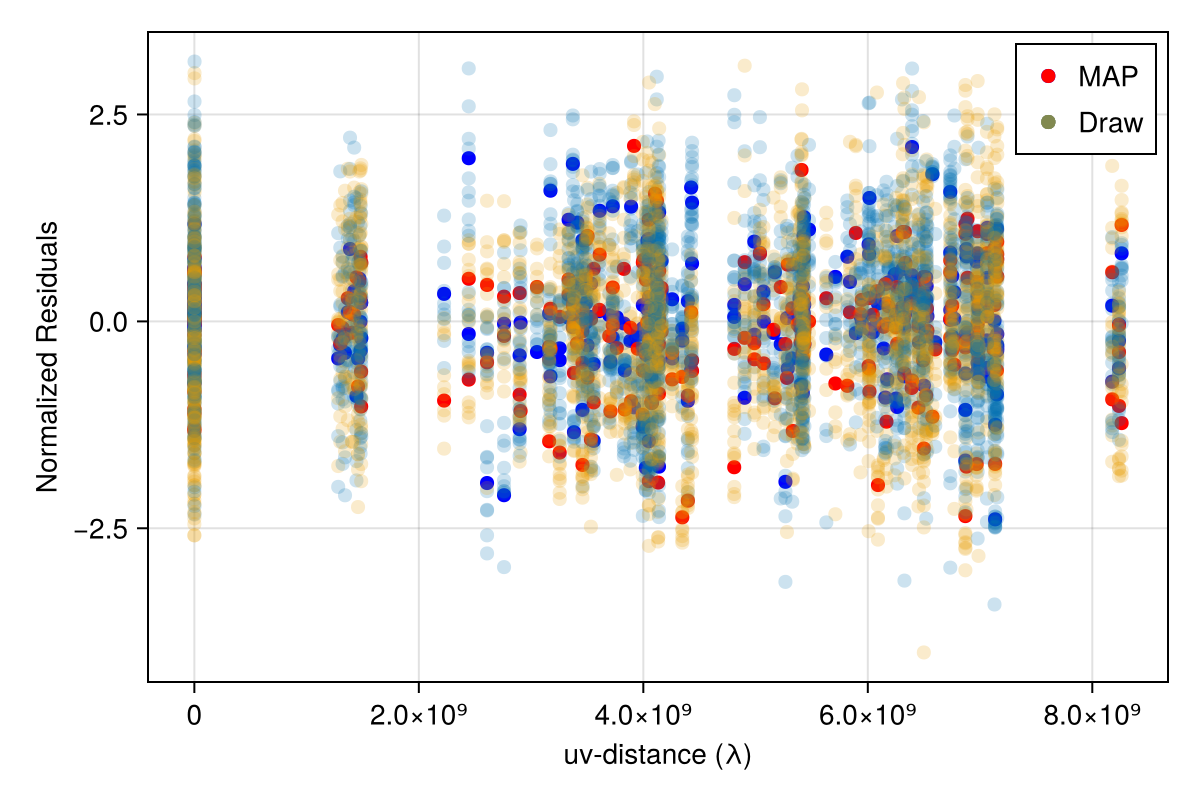 MAP
Draw
Normalized Residuals
2.5
0.0
−2.5
0
2.0×10⁹
4.0×10⁹
6.0×10⁹
8.0×10⁹
uv-distance (λ)